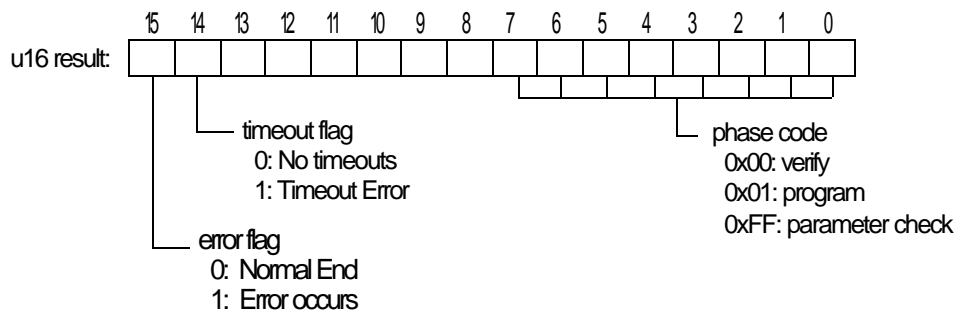 15 14 13 12 11 10 9 8 7 6 5 4 3 2 1 0
u16 result:
timeout flag
0: No timeouts
1: Timeout Error
phase code
0x00: verify
0x01: program
0xFF: parameter check
error flag
0: Normal End
1: Error occurs